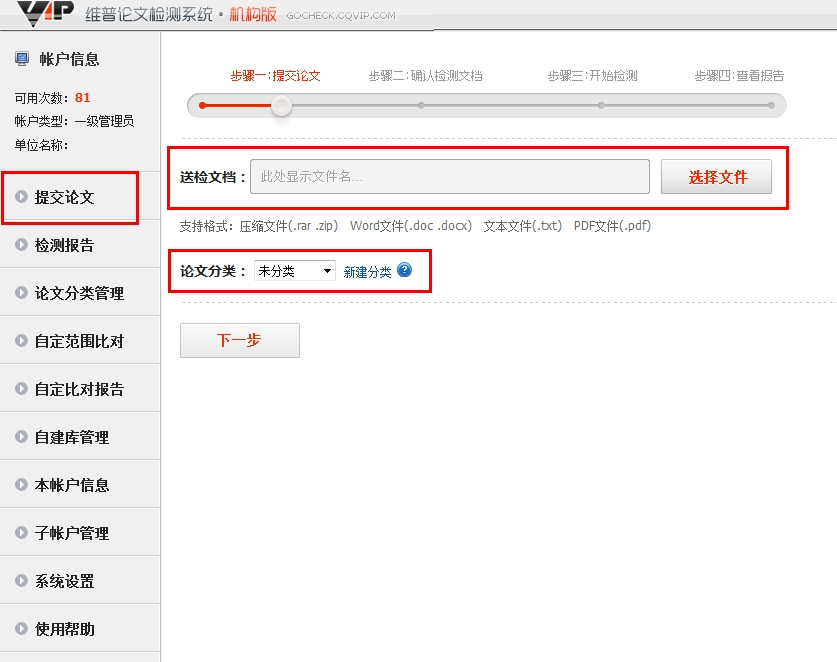 VIP 维普论文检测系统·机构版 GOCHECK.CQVIP.COM
帐户信息
可用次数：81
帐户类型：一级管理员
单位名称：
提交论文
检测报告
论文分类管理
自定范围比对
自定比对报告
自建库管理
本帐户信息
子帐户管理
系统设置
使用帮助
步骤一：提交论文 步骤二：确认检测文档 步骤三：开始检测 步骤四：查看报告
送检文档： 此处显示文件名... 选择文件
支持格式： 压缩文件(.rar .zip) Word文件(.doc .docx) 文本文件(.txt) PDF文件(.pdf)
论文分类： 未分类 新建分类 ?
下一步